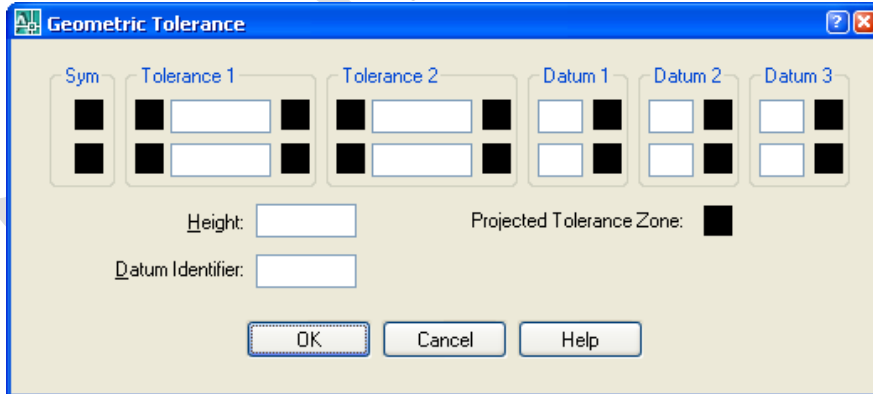 Geometric Tolerance
Sym Tolerance 1 Tolerance 2 Datum 1 Datum 2 Datum 3
Height: Projected Tolerance Zone:
Datum Identifier:
OK Cancel Help